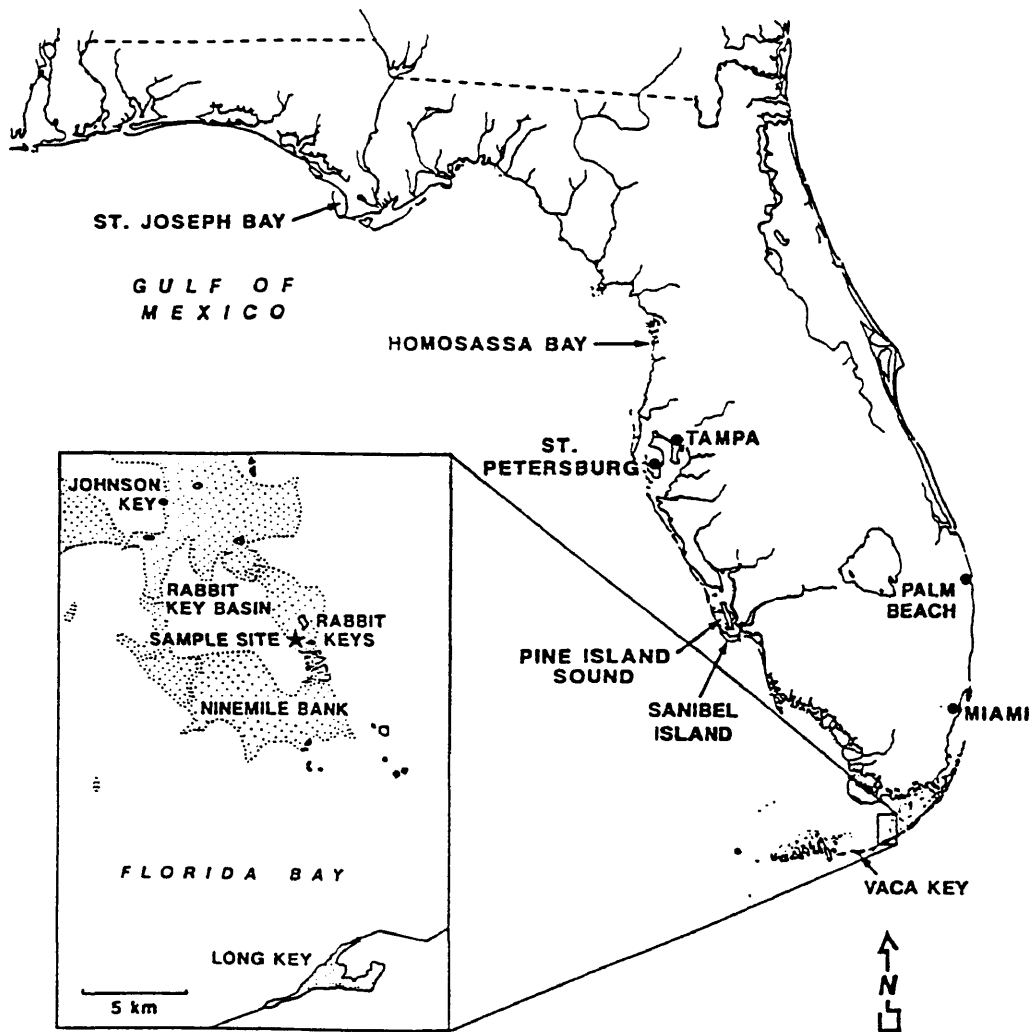 ST. JOSEPH BAY
GULF OF
MEXICO
HOMOSASSA BAY
TAMPA
ST.
PETERSBURG
JOHNSON
KEY
RABBIT
KEY BASIN
RABBIT
KEYS
SAMPLE SITE
NINEMILE BANK
PALM
BEACH
PINE ISLAND
SOUND
SANIBEL
ISLAND
MIAMI
FLORIDA BAY
VACA KEY
LONG KEY
5 km
N